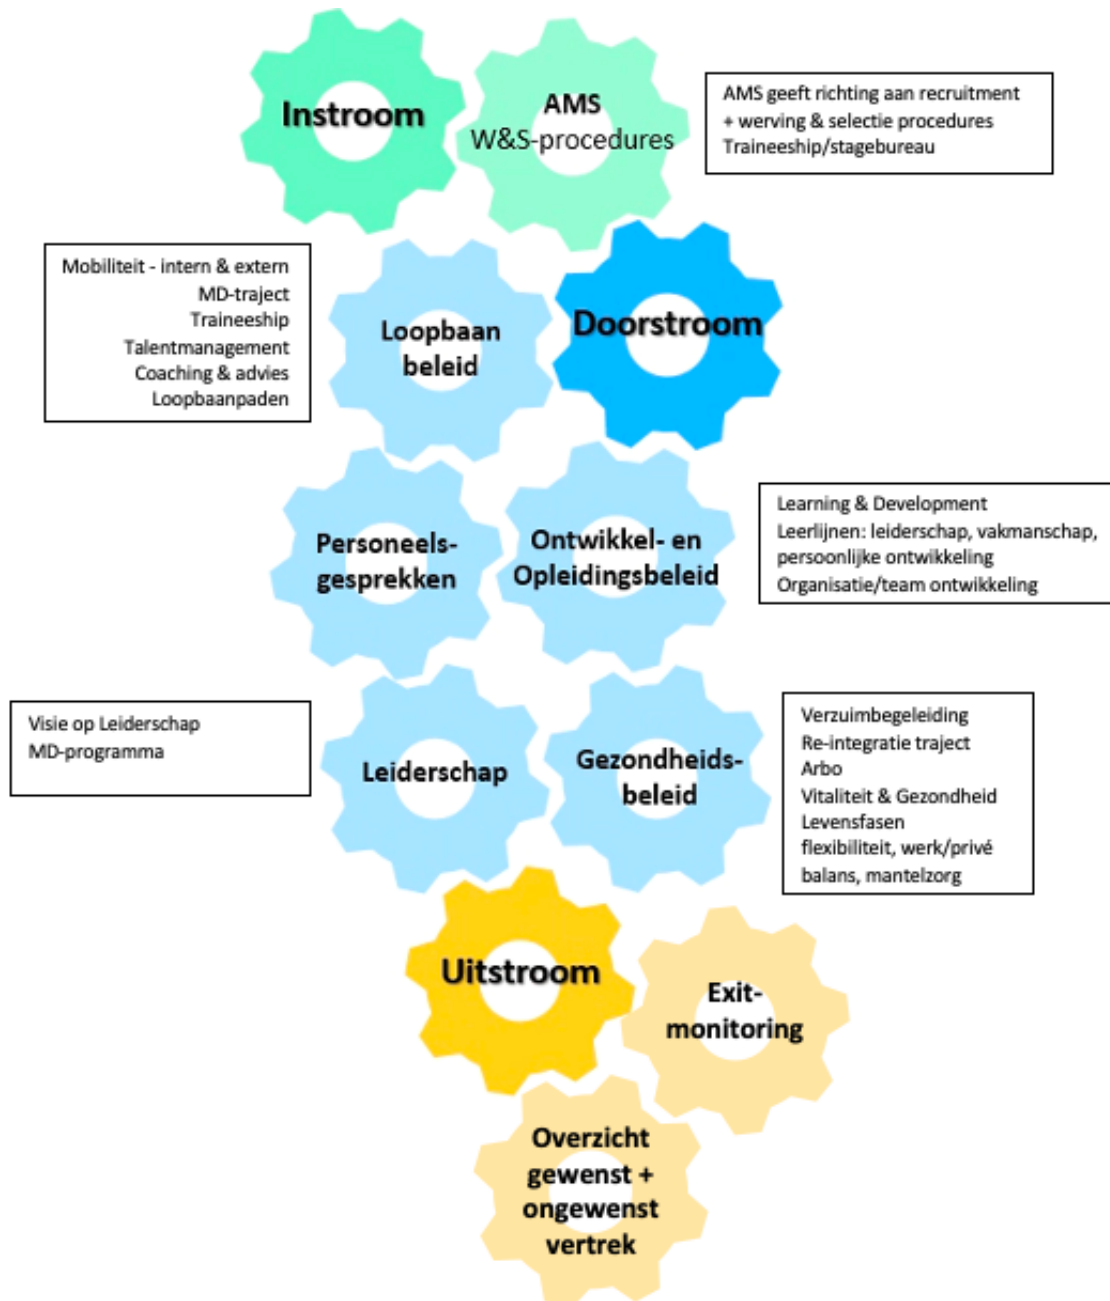 Instroom
AMS
W&S-procedures
AMS geeft richting aan recruitment
+ werving & selectie procedures
Traineeship/stagebureau
Mobiliteit - intern & extern
MD-traject
Traineeship
Talentmanagement
Coaching & advies
Loopbaanpaden
Loopbaan
beleid
Doorstroom
Personeels-
gesprekken
Ontwikkel- en
Opleidingsbeleid
Learning & Development
Leerlijnen: leiderschap, vakmanschap,
persoonlijke ontwikkeling
Organisatie/team ontwikkeling
Visie op Leiderschap
MD-programma
Leiderschap
Gezondheids-
beleid
Verzuimbegeleiding
Re-integratie traject
Arbo
Vitaliteit & Gezondheid
Levensfasen
flexibiliteit, werk/privé
balans, mantelzorg
Uitstroom
Exit-
monitoring
Overzicht
gewenst +
ongewenst
vertrek